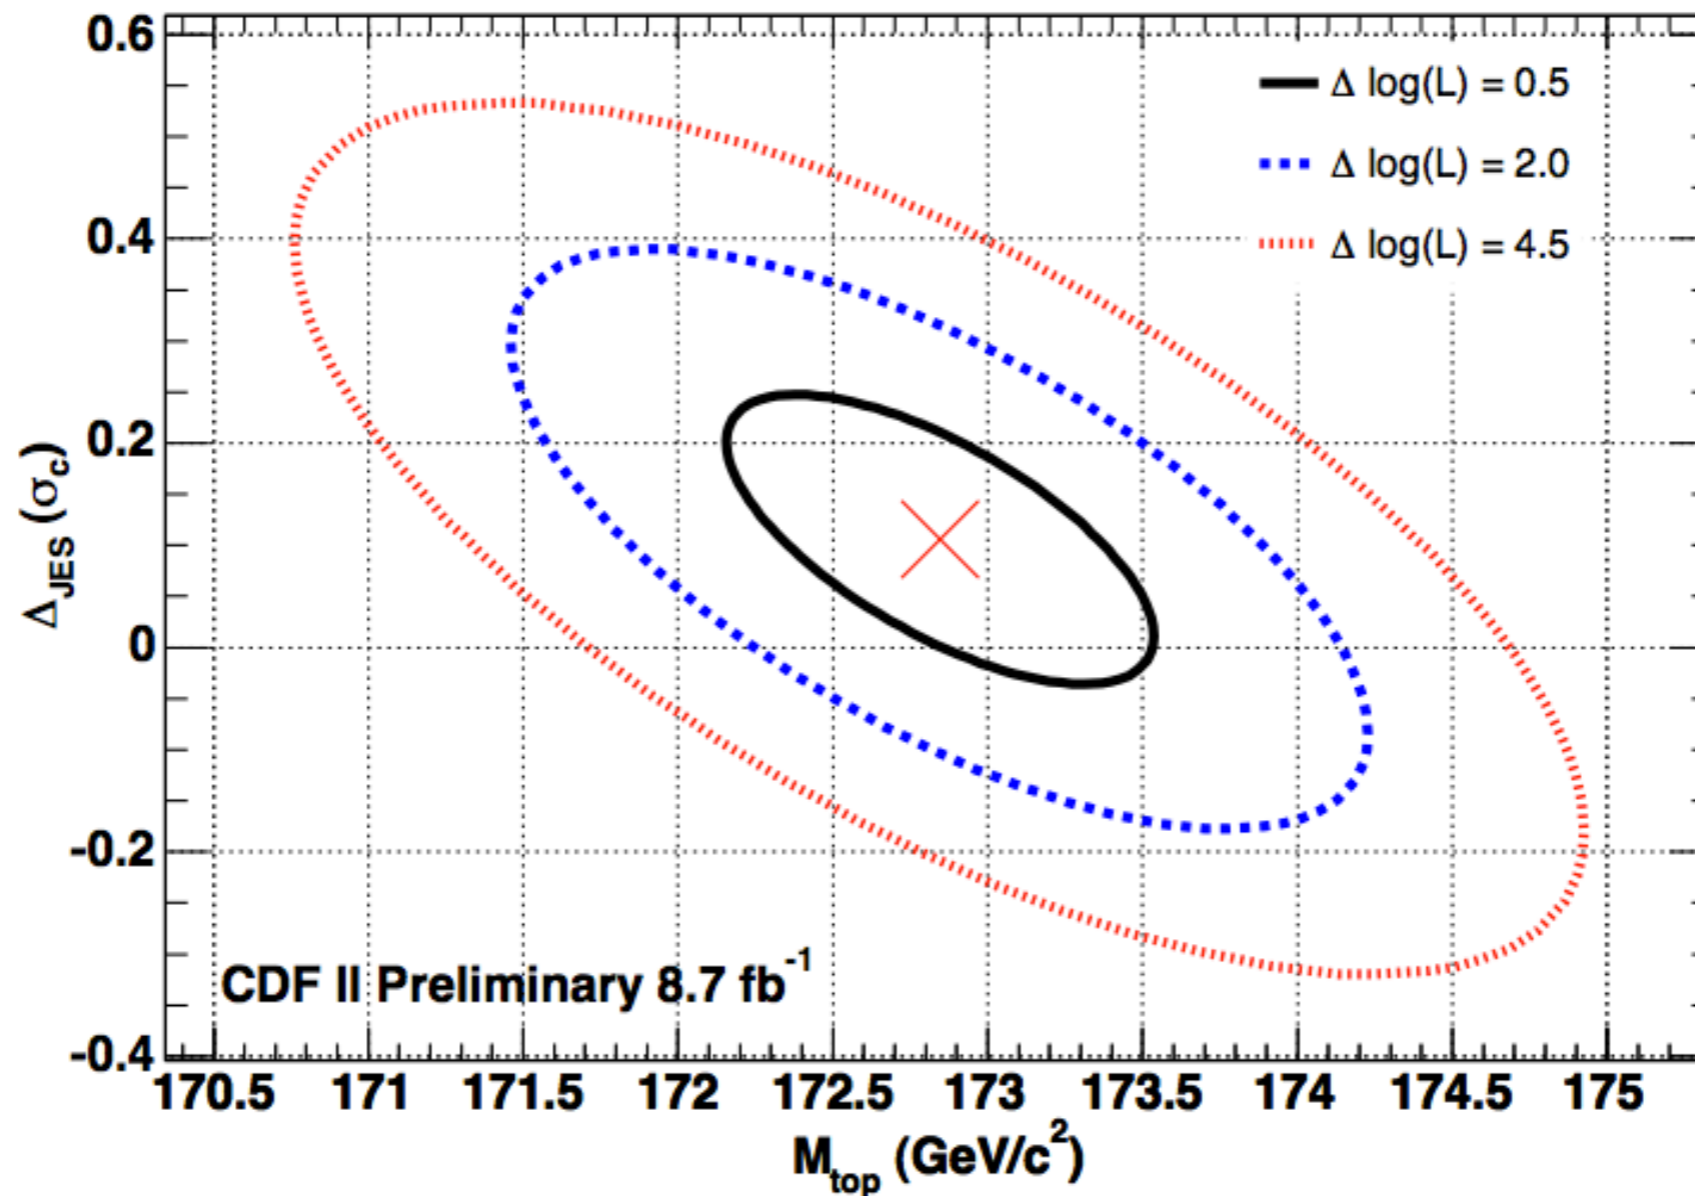 Δ log(L) = 0.5
Δ log(L) = 2.0
Δ log(L) = 4.5
0.6
0.4
0.2
0
-0.2
-0.4
Δ_JES (σ_c)
CDF II Preliminary 8.7 fb⁻¹
170.5 171 171.5 172 172.5 173 173.5 174 174.5 175
M_top (GeV/c²)